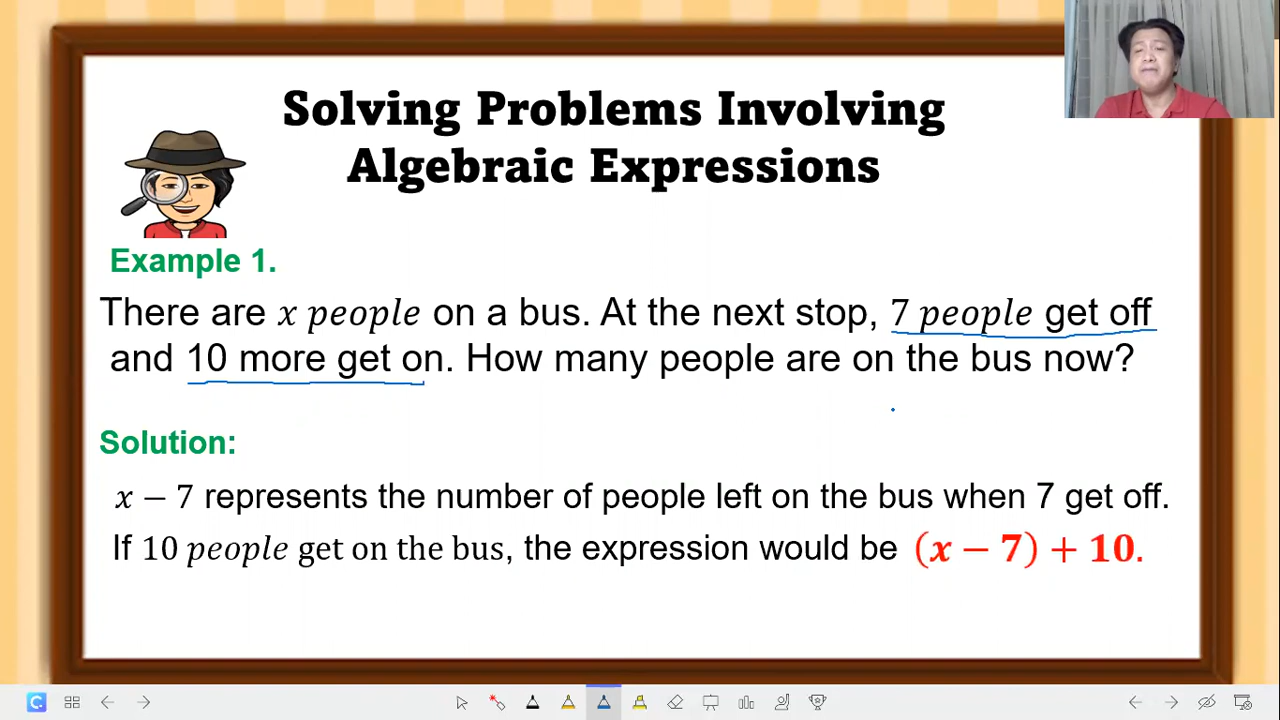 Solving Problems Involving
Algebraic Expressions
Example 1.
There are x people on a bus. At the next stop, 7 people get off
and 10 more get on. How many people are on the bus now?
Solution:
x − 7 represents the number of people left on the bus when 7 get off.
If 10 people get on the bus, the expression would be (x − 7) + 10.